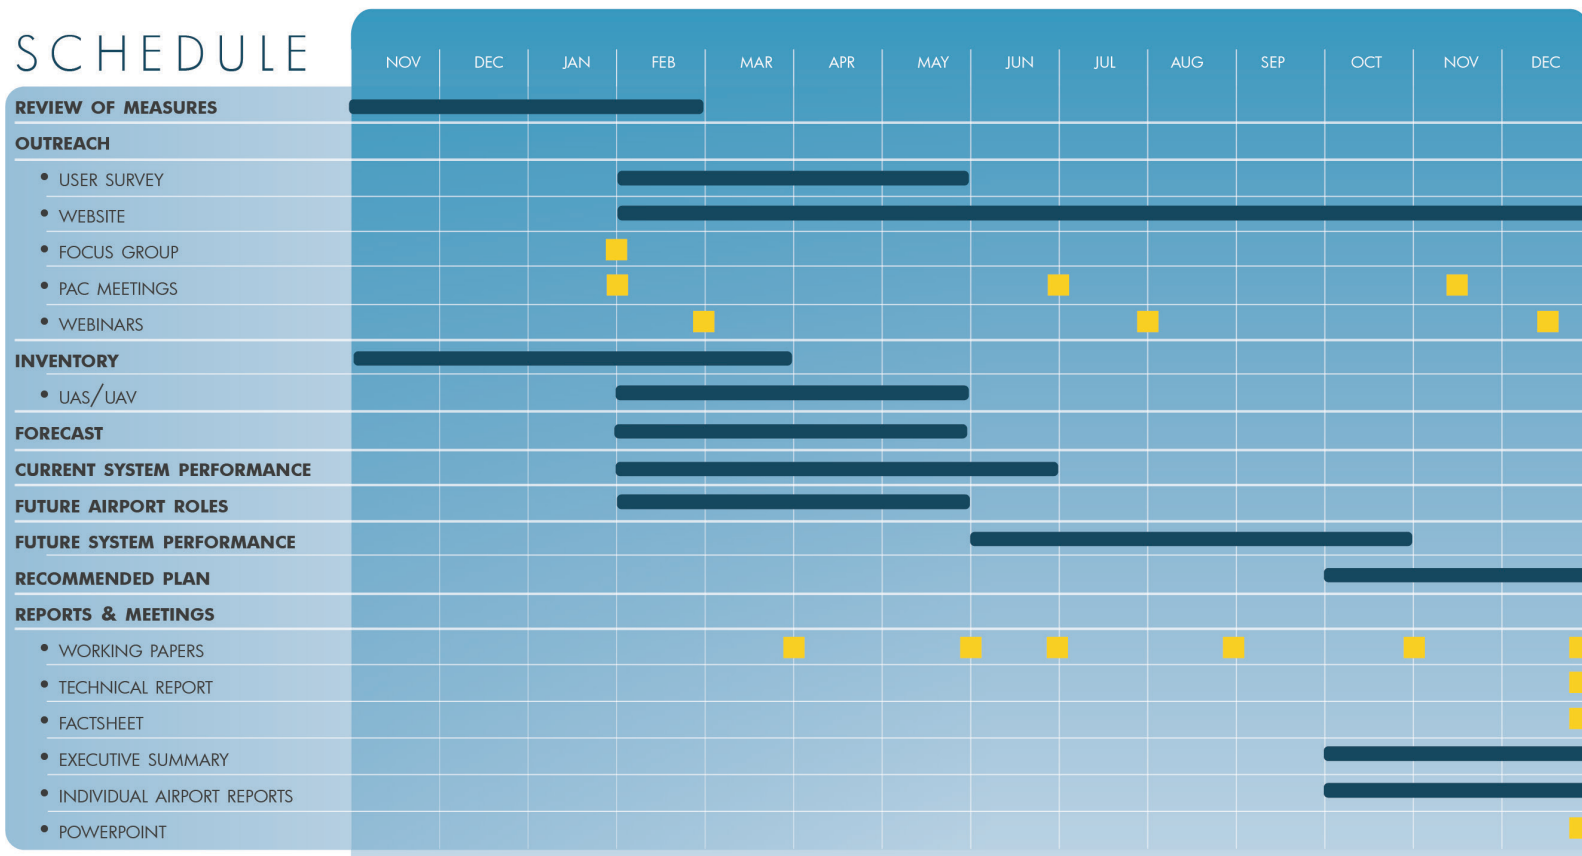 SCHEDULE
NOV DEC JAN FEB MAR APR MAY JUN JUL AUG SEP OCT NOV DEC
REVIEW OF MEASURES
OUTREACH
• USER SURVEY
• WEBSITE
• FOCUS GROUP
• PAC MEETINGS
• WEBINARS
INVENTORY
• UAS/UAV
FORECAST
CURRENT SYSTEM PERFORMANCE
FUTURE AIRPORT ROLES
FUTURE SYSTEM PERFORMANCE
RECOMMENDED PLAN
REPORTS & MEETINGS
• WORKING PAPERS
• TECHNICAL REPORT
• FACTSHEET
• EXECUTIVE SUMMARY
• INDIVIDUAL AIRPORT REPORTS
• POWERPOINT